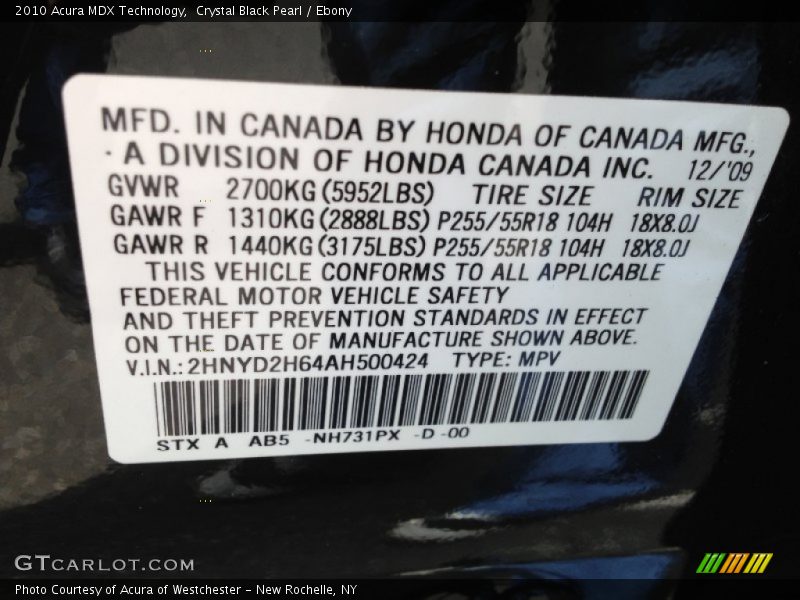 2010 Acura MDX Technology,  Crystal Black Pearl / Ebony
MFD. IN CANADA BY HONDA OF CANADA MFG.,
A DIVISION OF HONDA CANADA INC. 12/'09
GVWR 2700KG (5952LBS) TIRE SIZE RIM SIZE
GAWR F 1310KG (2888LBS) P255/55R18 104H 18X8.0J
GAWR R 1440KG (3175LBS) P255/55R18 104H 18X8.0J
THIS VEHICLE CONFORMS TO ALL APPLICABLE
FEDERAL MOTOR VEHICLE SAFETY
AND THEFT PREVENTION STANDARDS IN EFFECT
ON THE DATE OF MANUFACTURE SHOWN ABOVE.
V.I.N.: 2HNYD2H64AH500424 TYPE: MPV
STX A AB5 -NH731PX -D -00
GTCARLOT.COM
Photo Courtesy of Acura of Westchester - New Rochelle, NY